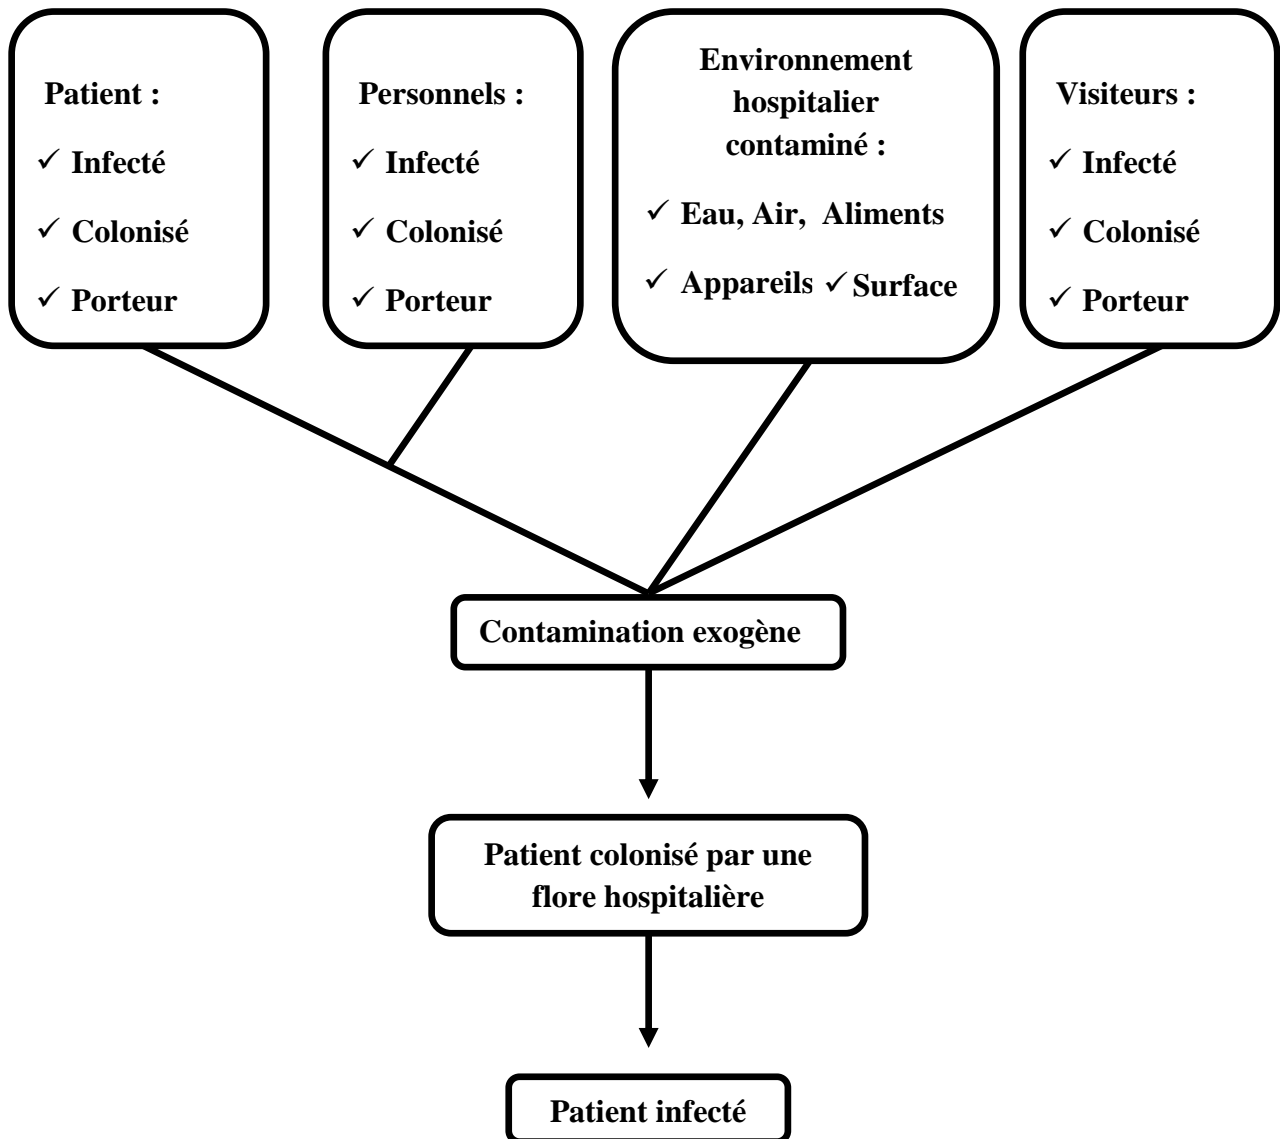 Patient :
✓ Infecté
✓ Colonisé
✓ Porteur
Personnels :
✓ Infecté
✓ Colonisé
✓ Porteur
Environnement
hospitalier
contaminé :
✓ Eau, Air, Aliments
✓ Appareils ✓ Surface
Visiteurs :
✓ Infecté
✓ Colonisé
✓ Porteur
Contamination exogène
Patient colonisé par une
flore hospitalière
Patient infecté